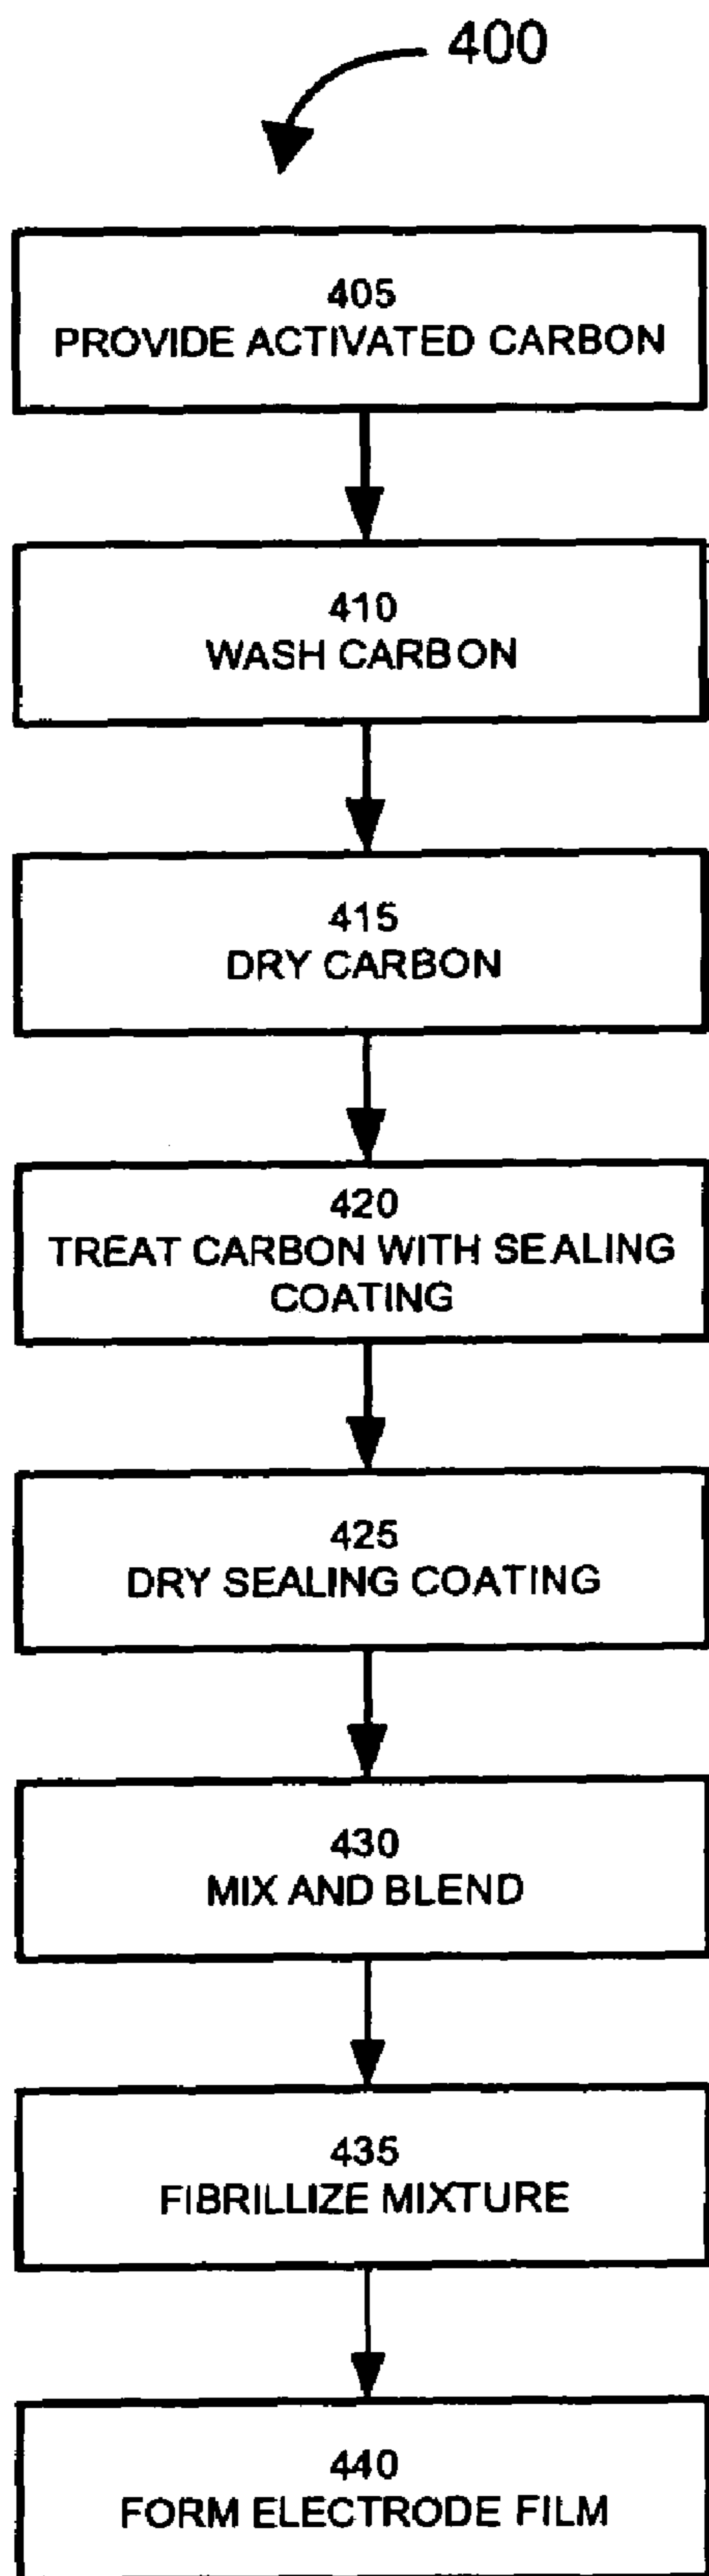 400
405
PROVIDE ACTIVATED CARBON
410
WASH CARBON
415
DRY CARBON
420
TREAT CARBON WITH SEALING
COATING
425
DRY SEALING COATING
430
MIX AND BLEND
435
FIBRILLIZE MIXTURE
440
FORM ELECTRODE FILM